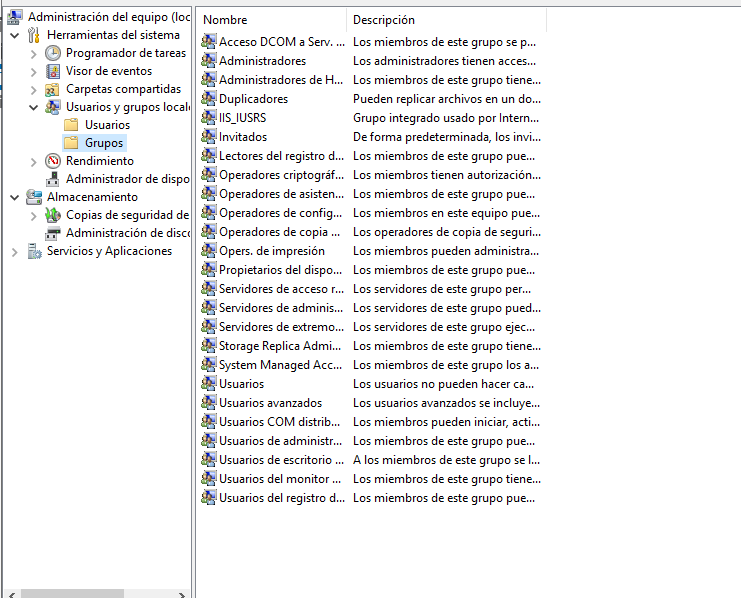 Administración del equipo (loc
Herramientas del sistema
Programador de tareas
Visor de eventos
Carpetas compartidas
Usuarios y grupos locale
Usuarios
Grupos
Rendimiento
Administrador de dispo
Almacenamiento
Copias de seguridad de
Administración de disco
Servicios y Aplicaciones
Nombre Descripción
Acceso DCOM a Serv. ... Los miembros de este grupo se p...
Administradores Los administradores tienen acces...
Administradores de H... Los miembros de este grupo tiene...
Duplicadores Pueden replicar archivos en un do...
IIS_IUSRS Grupo integrado usado por Intern...
Invitados De forma predeterminada, los invi...
Lectores del registro d... Los miembros de este grupo pue...
Operadores criptográf... Los miembros tienen autorización...
Operadores de asisten... Los miembros de este grupo pue...
Operadores de config... Los miembros en este equipo pue...
Operadores de copia ... Los operadores de copia de seguri...
Opers. de impresión Los miembros pueden administra...
Propietarios del dispo... Los miembros de este grupo pue...
Servidores de acceso r... Los servidores de este grupo per...
Servidores de adminis... Los servidores de este grupo pued...
Servidores de extremo... Los servidores de este grupo ejec...
Storage Replica Admi... Los miembros de este grupo tiene...
System Managed Acc... Los miembros de este grupo los a...
Usuarios Los usuarios no pueden hacer ca...
Usuarios avanzados Los usuarios avanzados se incluye...
Usuarios COM distrib... Los miembros pueden iniciar, acti...
Usuarios de administr... Los miembros de este grupo pue...
Usuarios de escritorio ... A los miembros de este grupo se l...
Usuarios del monitor ... Los miembros de este grupo tiene...
Usuarios del registro d... Los miembros de este grupo pue...